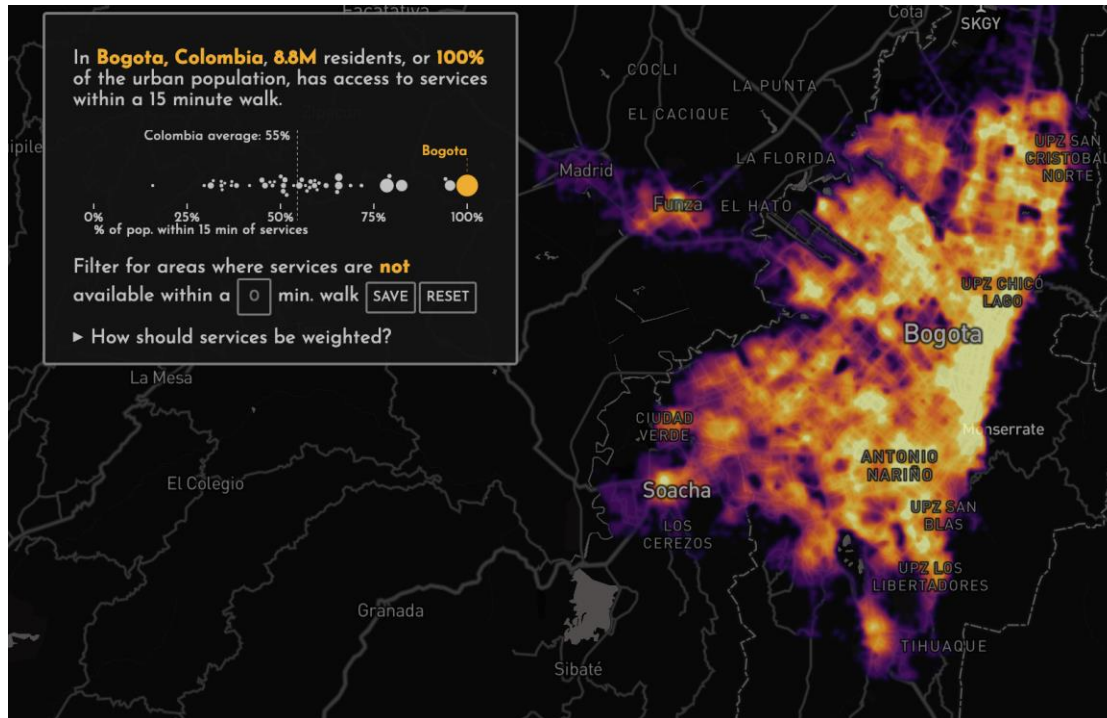 Facatativa
Cota
SKGY
In Bogota, Colombia, 8.8M residents, or 100%
of the urban population, has access to services
within a 15 minute walk.
Colombia average: 55%
Bogota
0%
25%
50%
75%
100%
% of pop. within 15 min of services
Filter for areas where services are not
available within a 0 min. walk SAVE RESET
▸ How should services be weighted?
COCLI
LA PUNTA
EL CACIQUE
UPZ SAN
CRISTOBAL
NORTE
LA FLORIDA
Madrid
Funza
EL HATO
UPZ CHICÓ
LAGO
Bogota
La Mesa
CIUDAD
VERDE
Monserrate
ANTONIO
NARIÑO
El Colegio
Soacha
UPZ SAN
BLAS
LOS
CEREZOS
UPZ LOS
LIBERTADORES
Granada
TIHUAQUE
Sibaté